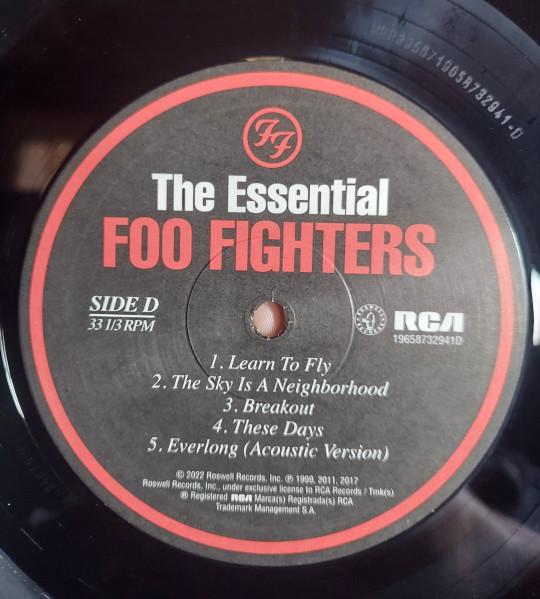 FF
The Essential
FOO FIGHTERS
SIDE D
33 1/3 RPM
RCA
19658732941D
1. Learn To Fly
2. The Sky Is A Neighborhood
3. Breakout
4. These Days
5. Everlong (Acoustic Version)
© 2022 Roswell Records, Inc. ℗ 1999, 2011, 2017
Roswell Records, Inc., under exclusive license to RCA Records / Tmk(s)
® Registered RCA Marca(s) Registrada(s) RCA
Trademark Management S.A.
19658732941-D